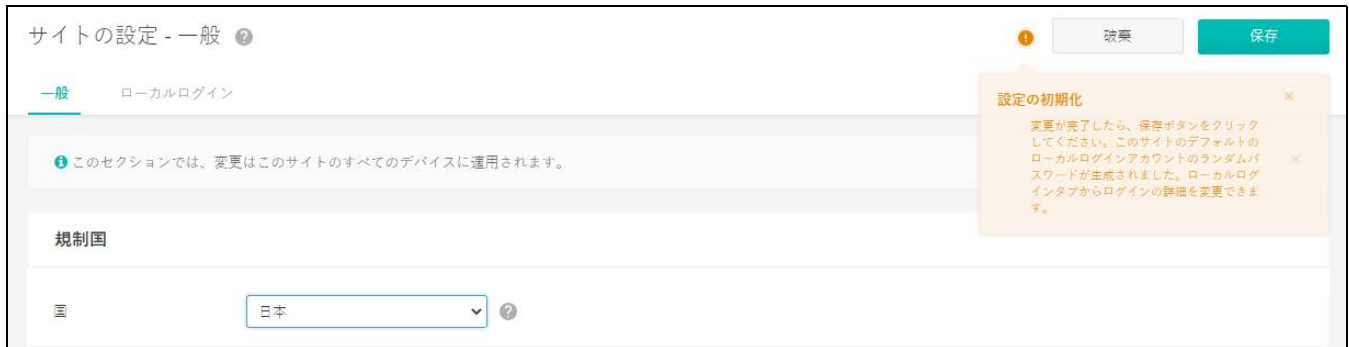 サイトの設定 - 一般
破棄
保存
一般
ローカルログイン
設定の初期化
変更が完了したら、保存ボタンをクリック
してください。このサイトのデフォルトの
ローカルログインアカウントのランダムパ
スワードが生成されました。ローカルログ
インタブからログインの詳細を変更できま
す。
このセクションでは、変更はこのサイトのすべてのデバイスに適用されます。
規制国
国
日本